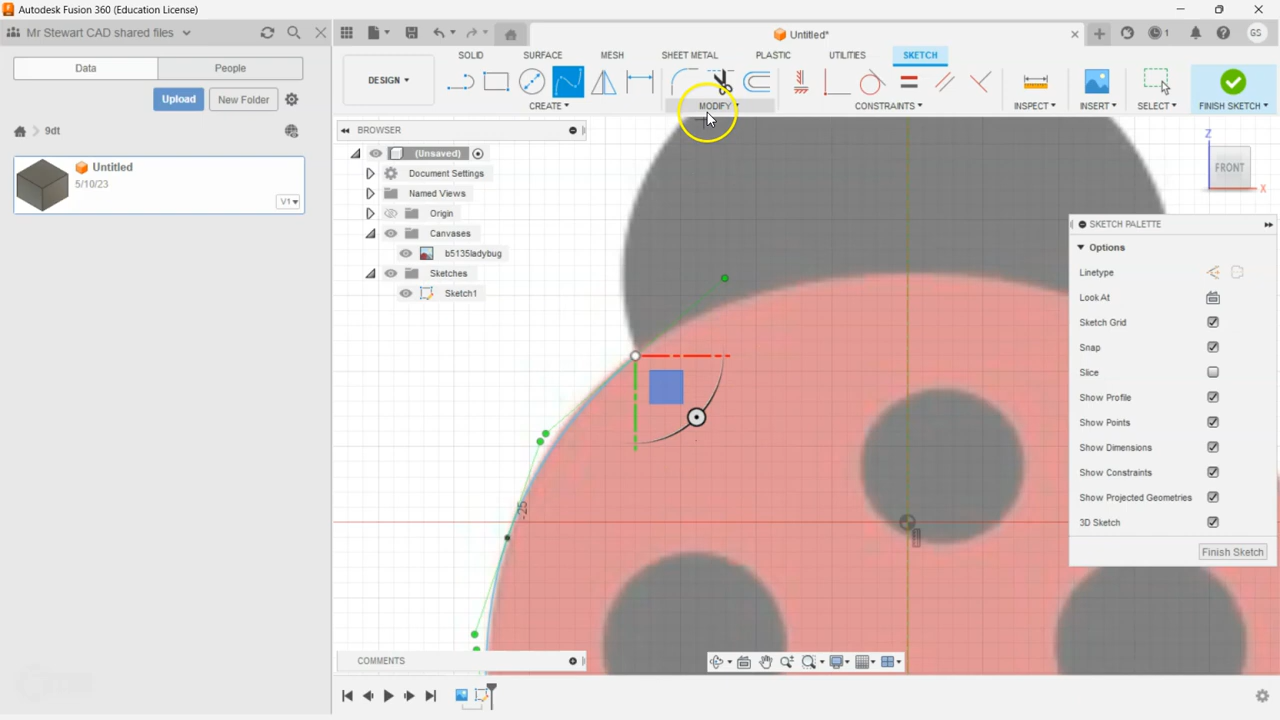 Autodesk Fusion 360 (Education License)
Mr Stewart CAD shared files
Untitled*
1
GS
Data
People
Upload
New Folder
9dt
Untitled
5/10/23
V1
DESIGN
SOLID
SURFACE
MESH
SHEET METAL
PLASTIC
UTILITIES
SKETCH
CREATE
MODIFY
CONSTRAINTS
INSPECT
INSERT
SELECT
FINISH SKETCH
BROWSER
(Unsaved)
Document Settings
Named Views
Origin
Canvases
b5135ladybug
Sketches
Sketch1
Z
FRONT
X
SKETCH PALETTE
Options
Linetype
Look At
Sketch Grid
Snap
Slice
Show Profile
Show Points
Show Dimensions
Show Constraints
Show Projected Geometries
3D Sketch
Finish Sketch
-25
COMMENTS